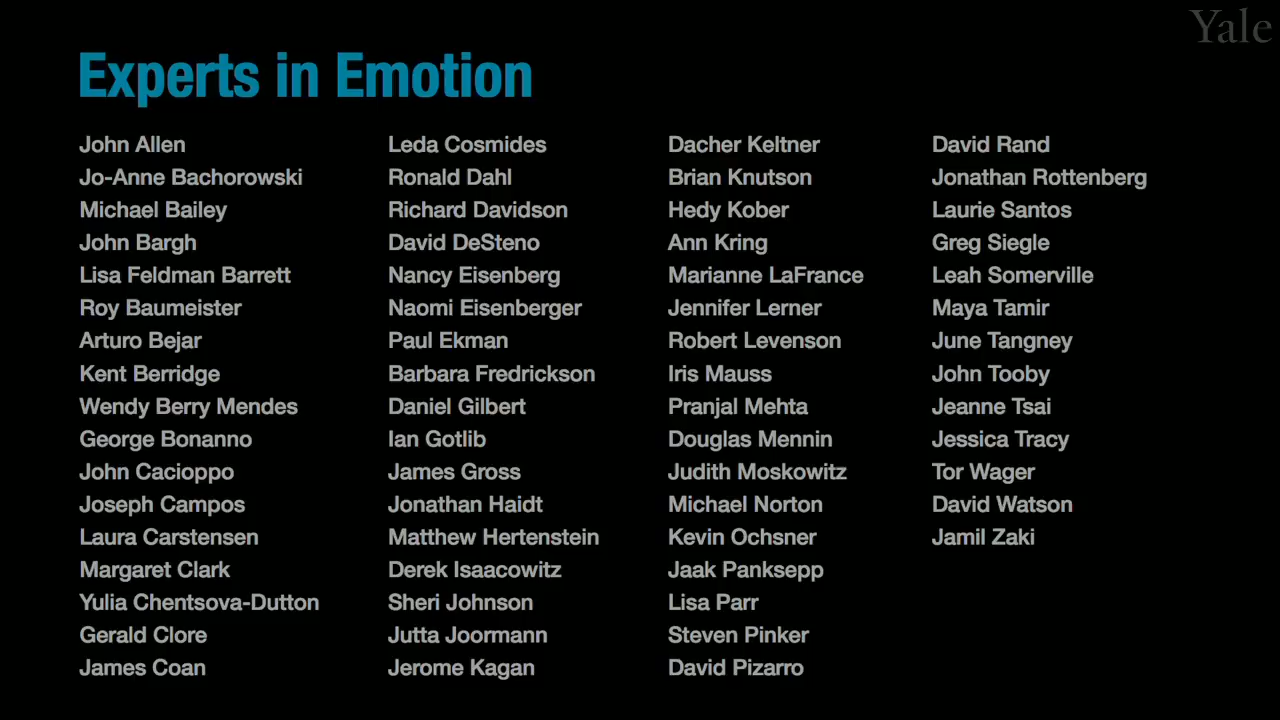 Yale
Experts in Emotion
John Allen
Jo-Anne Bachorowski
Michael Bailey
John Bargh
Lisa Feldman Barrett
Roy Baumeister
Arturo Bejar
Kent Berridge
Wendy Berry Mendes
George Bonanno
John Cacioppo
Joseph Campos
Laura Carstensen
Margaret Clark
Yulia Chentsova-Dutton
Gerald Clore
James Coan
Leda Cosmides
Ronald Dahl
Richard Davidson
David DeSteno
Nancy Eisenberg
Naomi Eisenberger
Paul Ekman
Barbara Fredrickson
Daniel Gilbert
Ian Gotlib
James Gross
Jonathan Haidt
Matthew Hertenstein
Derek Isaacowitz
Sheri Johnson
Jutta Joormann
Jerome Kagan
Dacher Keltner
Brian Knutson
Hedy Kober
Ann Kring
Marianne LaFrance
Jennifer Lerner
Robert Levenson
Iris Mauss
Pranjal Mehta
Douglas Mennin
Judith Moskowitz
Michael Norton
Kevin Ochsner
Jaak Panksepp
Lisa Parr
Steven Pinker
David Pizarro
David Rand
Jonathan Rottenberg
Laurie Santos
Greg Siegle
Leah Somerville
Maya Tamir
June Tangney
John Tooby
Jeanne Tsai
Jessica Tracy
Tor Wager
David Watson
Jamil Zaki